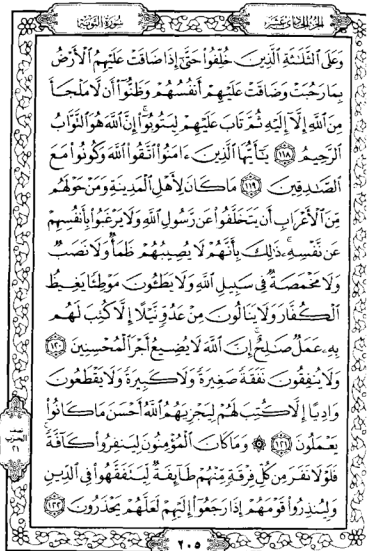 الجزء الحادي عشر
سورة التوبة
وَعَلَى ٱلثَّلَـٰثَةِ ٱلَّذِينَ خُلِّفُوا۟ حَتَّىٰٓ إِذَا ضَاقَتْ عَلَيْهِمُ ٱلْأَرْضُ
بِمَا رَحُبَتْ وَضَاقَتْ عَلَيْهِمْ أَنفُسُهُمْ وَظَنُّوٓا۟ أَن لَّا مَلْجَأَ
مِنَ ٱللَّهِ إِلَّآ إِلَيْهِ ثُمَّ تَابَ عَلَيْهِمْ لِيَتُوبُوٓا۟ۚ إِنَّ ٱللَّهَ هُوَ ٱلتَّوَّابُ
ٱلرَّحِيمُ ١١٨ يَـٰٓأَيُّهَا ٱلَّذِينَ ءَامَنُوا۟ ٱتَّقُوا۟ ٱللَّهَ وَكُونُوا۟ مَعَ
ٱلصَّـٰدِقِينَ ١١٩ مَا كَانَ لِأَهْلِ ٱلْمَدِينَةِ وَمَنْ حَوْلَهُم
مِّنَ ٱلْأَعْرَابِ أَن يَتَخَلَّفُوا۟ عَن رَّسُولِ ٱللَّهِ وَلَا يَرْغَبُوا۟ بِأَنفُسِهِمْ
عَن نَّفْسِهِۦۚ ذَٰلِكَ بِأَنَّهُمْ لَا يُصِيبُهُمْ ظَمَأٌ وَلَا نَصَبٌ
وَلَا مَخْمَصَةٌ فِى سَبِيلِ ٱللَّهِ وَلَا يَطَـُٔونَ مَوْطِئًا يَغِيظُ
ٱلْكُفَّارَ وَلَا يَنَالُونَ مِنْ عَدُوٍّ نَّيْلًا إِلَّا كُتِبَ لَهُم
بِهِۦ عَمَلٌ صَـٰلِحٌۚ إِنَّ ٱللَّهَ لَا يُضِيعُ أَجْرَ ٱلْمُحْسِنِينَ ١٢٠
وَلَا يُنفِقُونَ نَفَقَةً صَغِيرَةً وَلَا كَبِيرَةً وَلَا يَقْطَعُونَ
وَادِيًا إِلَّا كُتِبَ لَهُمْ لِيَجْزِيَهُمُ ٱللَّهُ أَحْسَنَ مَا كَانُوا۟
يَعْمَلُونَ ١٢١ ۞ وَمَا كَانَ ٱلْمُؤْمِنُونَ لِيَنفِرُوا۟ كَآفَّةًۚ
فَلَوْلَا نَفَرَ مِن كُلِّ فِرْقَةٍ مِّنْهُمْ طَآئِفَةٌ لِّيَتَفَقَّهُوا۟ فِى ٱلدِّينِ
وَلِيُنذِرُوا۟ قَوْمَهُمْ إِذَا رَجَعُوٓا۟ إِلَيْهِمْ لَعَلَّهُمْ يَحْذَرُونَ ١٢٢
نصف
الحزب
٢١
٢٠٥